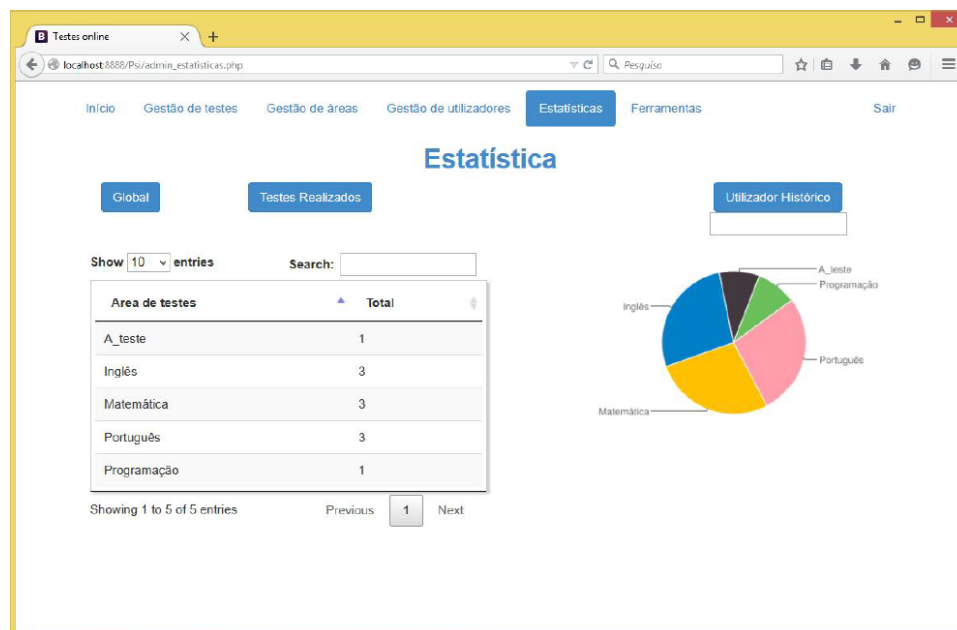 B Testes online
localhost:8888/Psi/admin_estatisticas.php
Pesquisa
Início Gestão de testes Gestão de áreas Gestão de utilizadores Estatísticas Ferramentas Sair
Estatística
Global Testes Realizados Utilizador Histórico
Show 10 entries Search:
Area de testes Total
A_teste 1
Inglês 3
Matemática 3
Português 3
Programação 1
Showing 1 to 5 of 5 entries Previous 1 Next
A_teste
Programação
Inglês
Português
Matemática